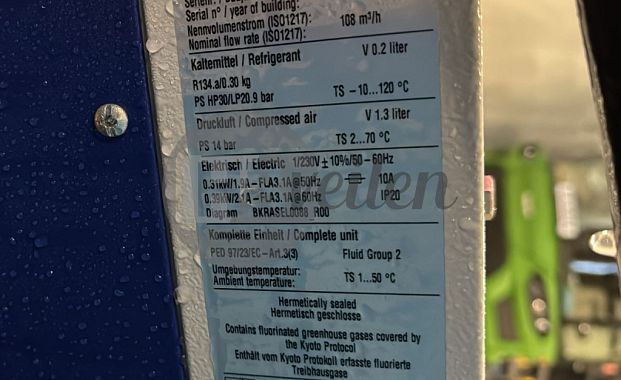 Serial n° / year of building:
Nennvolumenstrom (ISO1217): 108 m³/h
Nominal flow rate (ISO1217):
Kältemittel / Refrigerant V 0.2 liter
R134.a/0.30 kg
PS HP30/LP20.9 bar TS -10...120 °C
Druckluft / Compressed air V 1.3 liter
PS 14 bar TS 2...70 °C
Elektrisch / Electric 1/230V ± 10%/50-60Hz
0.31kW/1.9A-FLA3.1A@50Hz 10A
0.39kW/2.1A-FLA3.1A@60Hz IP20
Diagram BKRASEL0088_R00
Komplette Einheit / Complete unit
PED 97/23/EC-Art.3(3) Fluid Group 2
Umgebungstemperatur: TS 1...50 °C
Ambient temperature:
Hermetically sealed
Hermetisch geschlosse
Contains fluorinated greenhouse gases covered by
the Kyoto Protocol
Enthält vom Kyoto Protokoll erfasste fluorierte
Treibhausgase